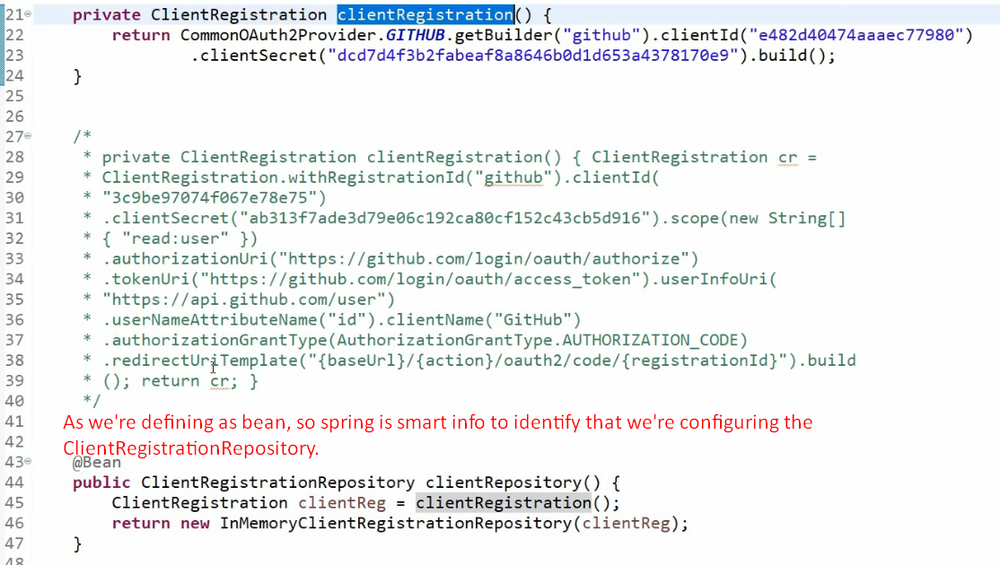 21 private ClientRegistration clientRegistration() {
22 return CommonOAuth2Provider.GITHUB.getBuilder("github").clientId("e482d40474aaaec77980")
23 .clientSecret("dcd7d4f3b2fabeaf8a8646b0d1d653a4378170e9").build();
24 }
25
26
27 /*
28 * private ClientRegistration clientRegistration() { ClientRegistration cr =
29 * ClientRegistration.withRegistrationId("github").clientId(
30 * "3c9be97074f067e78e75")
31 * .clientSecret("ab313f7ade3d79e06c192ca80cf152c43cb5d916").scope(new String[]
32 * { "read:user" })
33 * .authorizationUri("https://github.com/login/oauth/authorize")
34 * .tokenUri("https://github.com/login/oauth/access_token").userInfoUri(
35 * "https://api.github.com/user")
36 * .userNameAttributeName("id").clientName("GitHub")
37 * .authorizationGrantType(AuthorizationGrantType.AUTHORIZATION_CODE)
38 * .redirectUriTemplate("{baseUrl}/{action}/oauth2/code/{registrationId}").build
39 * (); return cr; }
40 */
41 As we're defining as bean, so spring is smart info to identify that we're configuring the
42 ClientRegistrationRepository.
43 @Bean
44 public ClientRegistrationRepository clientRepository() {
45 ClientRegistration clientReg = clientRegistration();
46 return new InMemoryClientRegistrationRepository(clientReg);
47 }
48